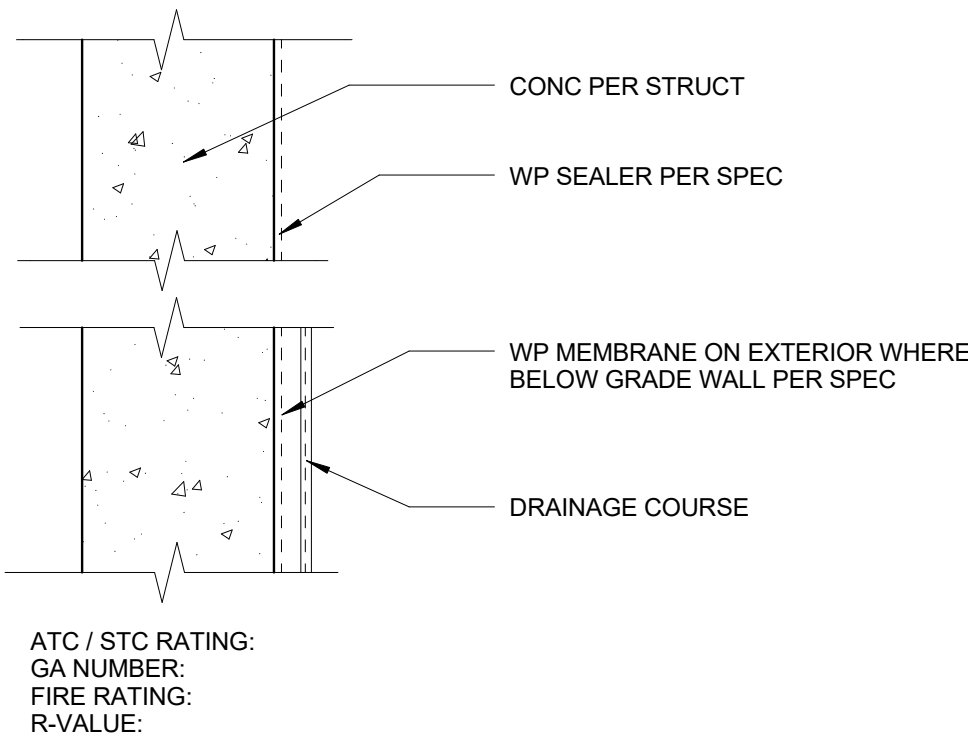 CONC PER STRUCT
WP SEALER PER SPEC
WP MEMBRANE ON EXTERIOR WHERE
BELOW GRADE WALL PER SPEC
DRAINAGE COURSE
ATC / STC RATING:
GA NUMBER:
FIRE RATING:
R-VALUE: